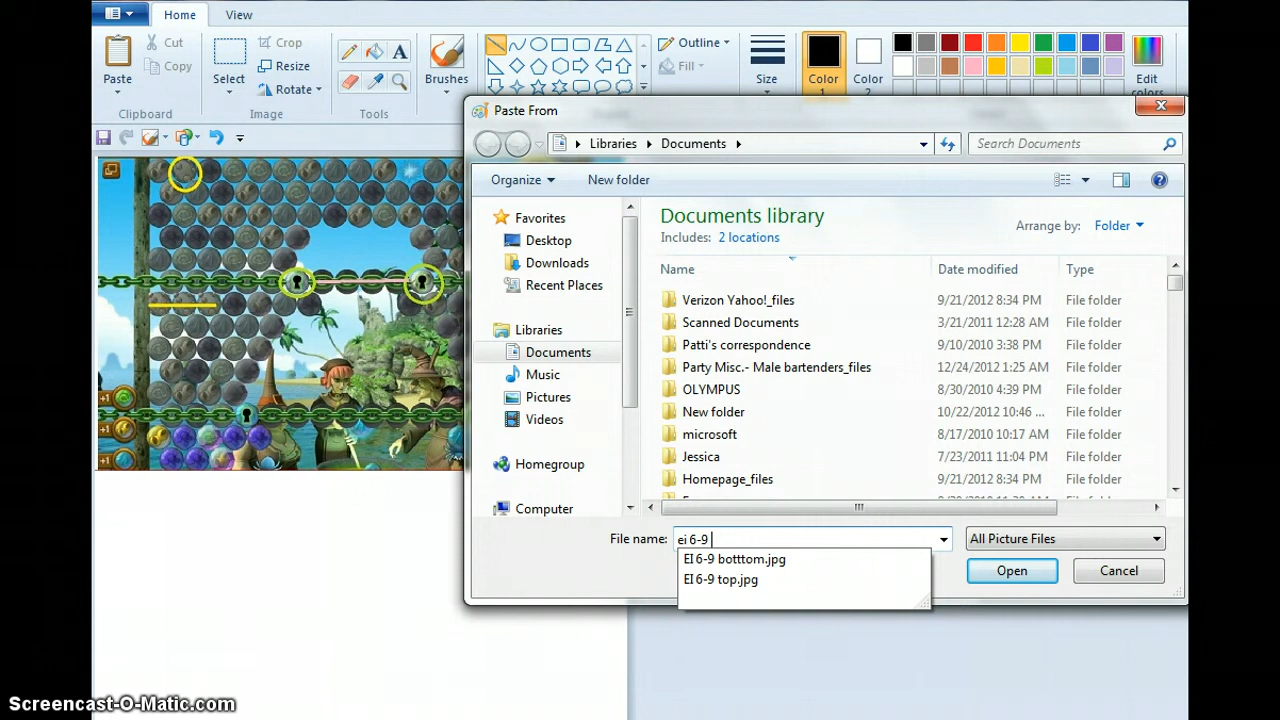 Home View
Cut
Copy
Paste
Clipboard
Select
Crop
Resize
Rotate
Image
A
Tools
Brushes
Outline
Fill
Size
Color 1
Color 2
Edit colors
Paste From
Libraries Documents
Search Documents
Organize New folder
Favorites
Desktop
Downloads
Recent Places
Libraries
Documents
Music
Pictures
Videos
Homegroup
Computer
Documents library
Includes: 2 locations
Arrange by: Folder
Name Date modified Type
Verizon Yahoo!_files 9/21/2012 8:34 PM File folder
Scanned Documents 3/21/2011 12:28 AM File folder
Patti's correspondence 9/10/2010 3:38 PM File folder
Party Misc.- Male bartenders_files 12/24/2012 1:25 AM File folder
OLYMPUS 8/30/2010 4:39 PM File folder
New folder 10/22/2012 10:46 ... File folder
microsoft 8/17/2010 10:17 AM File folder
Jessica 7/23/2011 11:04 PM File folder
Homepage_files 9/21/2012 8:34 PM File folder
+1
+1
+1
File name: ei 6-9 All Picture Files
EI 6-9 botttom.jpg
EI 6-9 top.jpg
Open Cancel
Screencast-O-Matic.com